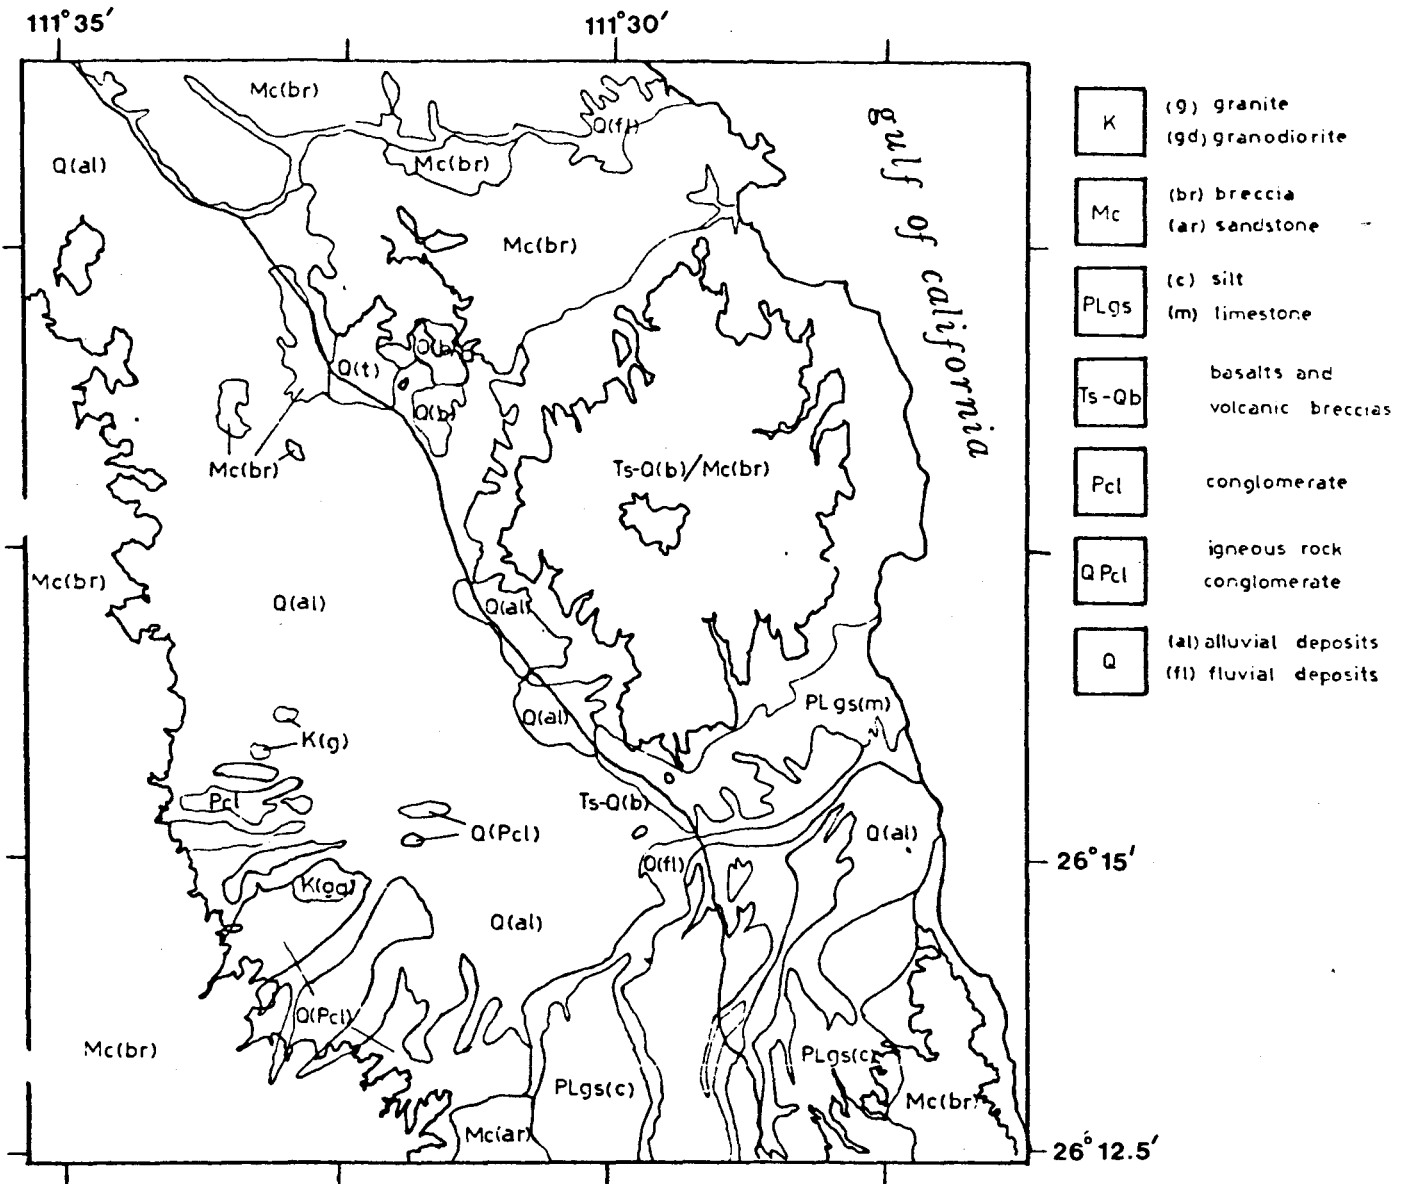 111°35′
111°30′
Mc(br)
Q(fl)
Q(al)
Mc(br)
Mc(br)
gulf of california
Q(b)
Q(t)
Q(b)
Mc(br)
Ts-Q(b)/Mc(br)
Mc(br)
Q(al)
Q(al)
Q(al)
PLgs(m)
K(g)
Pcl
Ts-Q(b)
Q(Pcl)
Q(al)
Q(fl)
26°15′
K(gd)
Q(al)
Q(Pcl)
Mc(br)
PLgs(c)
PLgs(c)
Mc(br)
Mc(ar)
26°12.5′
K
(g) granite
(gd) granodiorite
Mc
(br) breccia
(ar) sandstone
PLgs
(c) silt
(m) limestone
Ts-Qb
basalts and
volcanic breccias
Pcl
conglomerate
QPcl
igneous rock
conglomerate
Q
(al) alluvial deposits
(fl) fluvial deposits